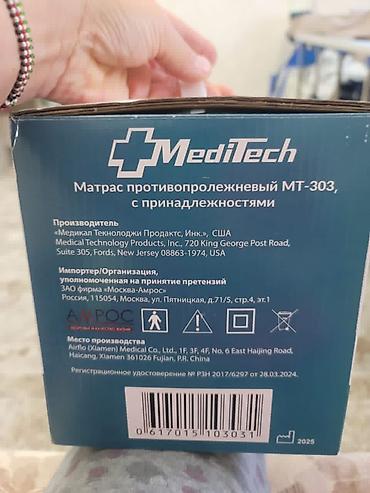 MediTech
Матрас противопролежневый МТ-303,
с принадлежностями
Производитель
«Медикал Текнолоджи Продактс, Инк.», США
Medical Technology Products, Inc., 720 King George Post Road,
Suite 305, Fords, New Jersey 08863-1974, USA
Импортер/Организация,
уполномоченная на принятие претензий
ЗАО фирма «Москва-Амрос»
Россия, 115054, Москва, ул. Пятницкая, д.71/5, стр.4, эт.1
АМРОС
Место производства
Airflo (Xiamen) Medical Co., Ltd., 1F, 3F, 4F, No. 6 East Haijing Road,
Haicang, Xiamen 361026 Fujian, P.R. China
Регистрационное удостоверение № РЗН 2017/6297 от 28.03.2024.
0 617015 103031
2025